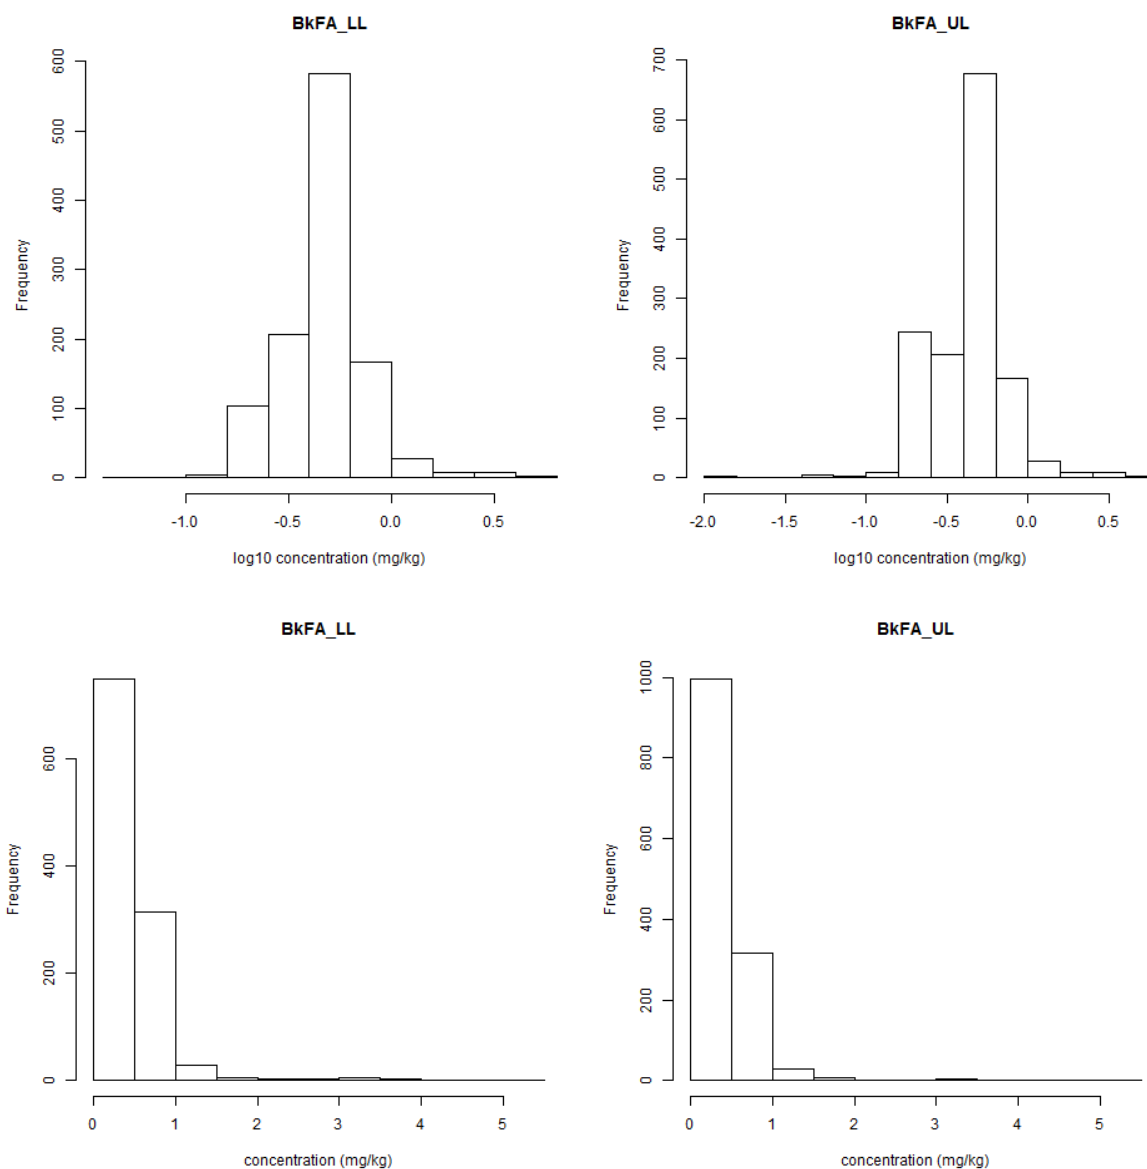 BkFA_LL
Frequency
600
500
400
300
200
100
0
-1.0 -0.5 0.0 0.5
log10 concentration (mg/kg)
BkFA_UL
Frequency
700
600
500
400
300
200
100
0
-2.0 -1.5 -1.0 -0.5 0.0 0.5
log10 concentration (mg/kg)
BkFA_LL
Frequency
600
400
200
0
0 1 2 3 4 5
concentration (mg/kg)
BkFA_UL
Frequency
1000
800
600
400
200
0
0 1 2 3 4 5
concentration (mg/kg)